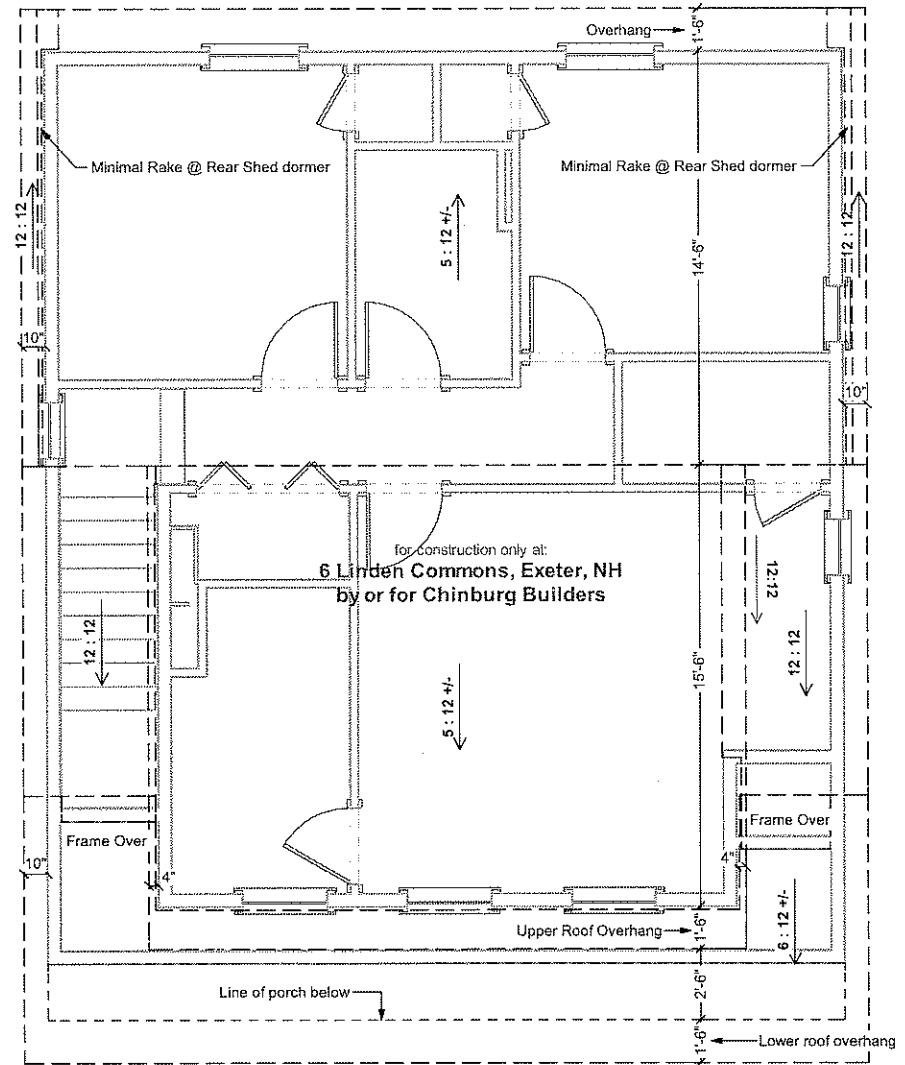 Overhang
1'-6"
Minimal Rake @ Rear Shed dormer
Minimal Rake @ Rear Shed dormer
12 : 12
5 : 12 +/-
14'-6"
12 : 12
10"
10"
for construction only at:
6 Linden Commons, Exeter, NH
by or for Chinburg Builders
12:12
12 : 12
12 : 12
15'-6"
5 : 12 +/-
Frame Over
Frame Over
10"
4"
4"
6 : 12 +/-
Upper Roof Overhang
1'-6"
2'-6"
Line of porch below
1'-6"
Lower roof overhang